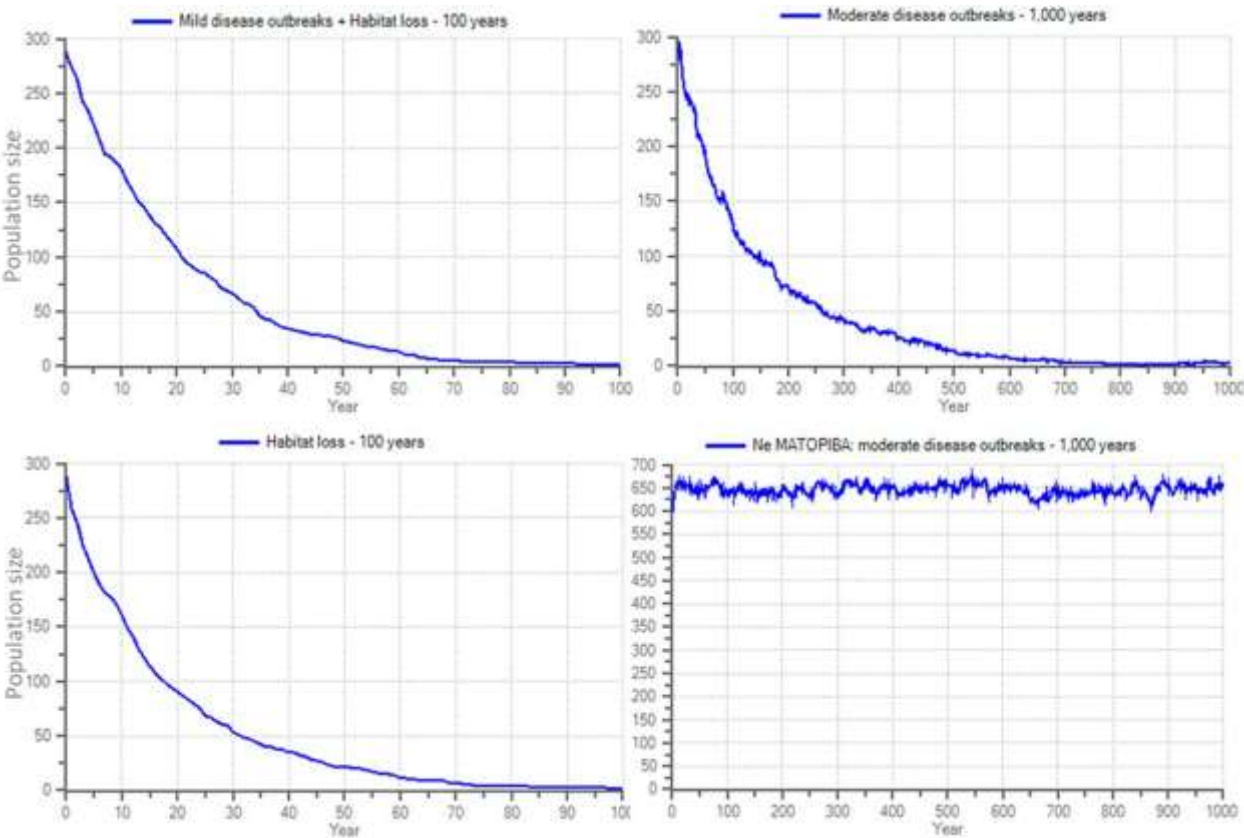 Mild disease outbreaks + Habitat loss - 100 years
300
250
200
150
100
50
0
Population size
0 10 20 30 40 50 60 70 80 90 100
Year
Moderate disease outbreaks - 1,000 years
300
250
200
150
100
50
0
0 100 200 300 400 500 600 700 800 900 1000
Year
Habitat loss - 100 years
300
250
200
150
100
50
0
Population size
0 10 20 30 40 50 60 70 80 90 100
Year
Ne MATOPIBA: moderate disease outbreaks - 1,000 years
700
650
600
550
500
450
400
350
300
250
200
150
100
50
0
0 100 200 300 400 500 600 700 800 900 1000
Year